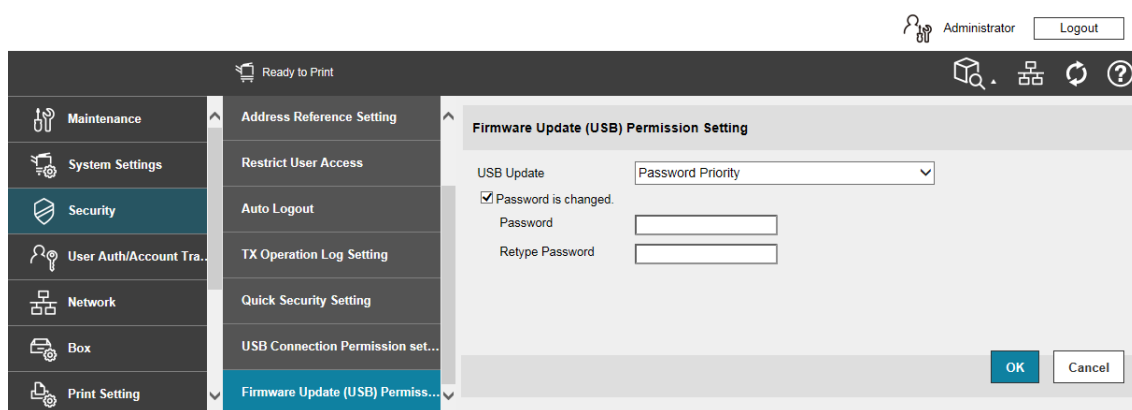 Administrator
Logout
Ready to Print
Maintenance
System Settings
Security
User Auth/Account Tra..
Network
Box
Print Setting
Address Reference Setting
Restrict User Access
Auto Logout
TX Operation Log Setting
Quick Security Setting
USB Connection Permission set...
Firmware Update (USB) Permiss...
Firmware Update (USB) Permission Setting
USB Update
Password Priority
Password is changed.
Password
Retype Password
OK
Cancel